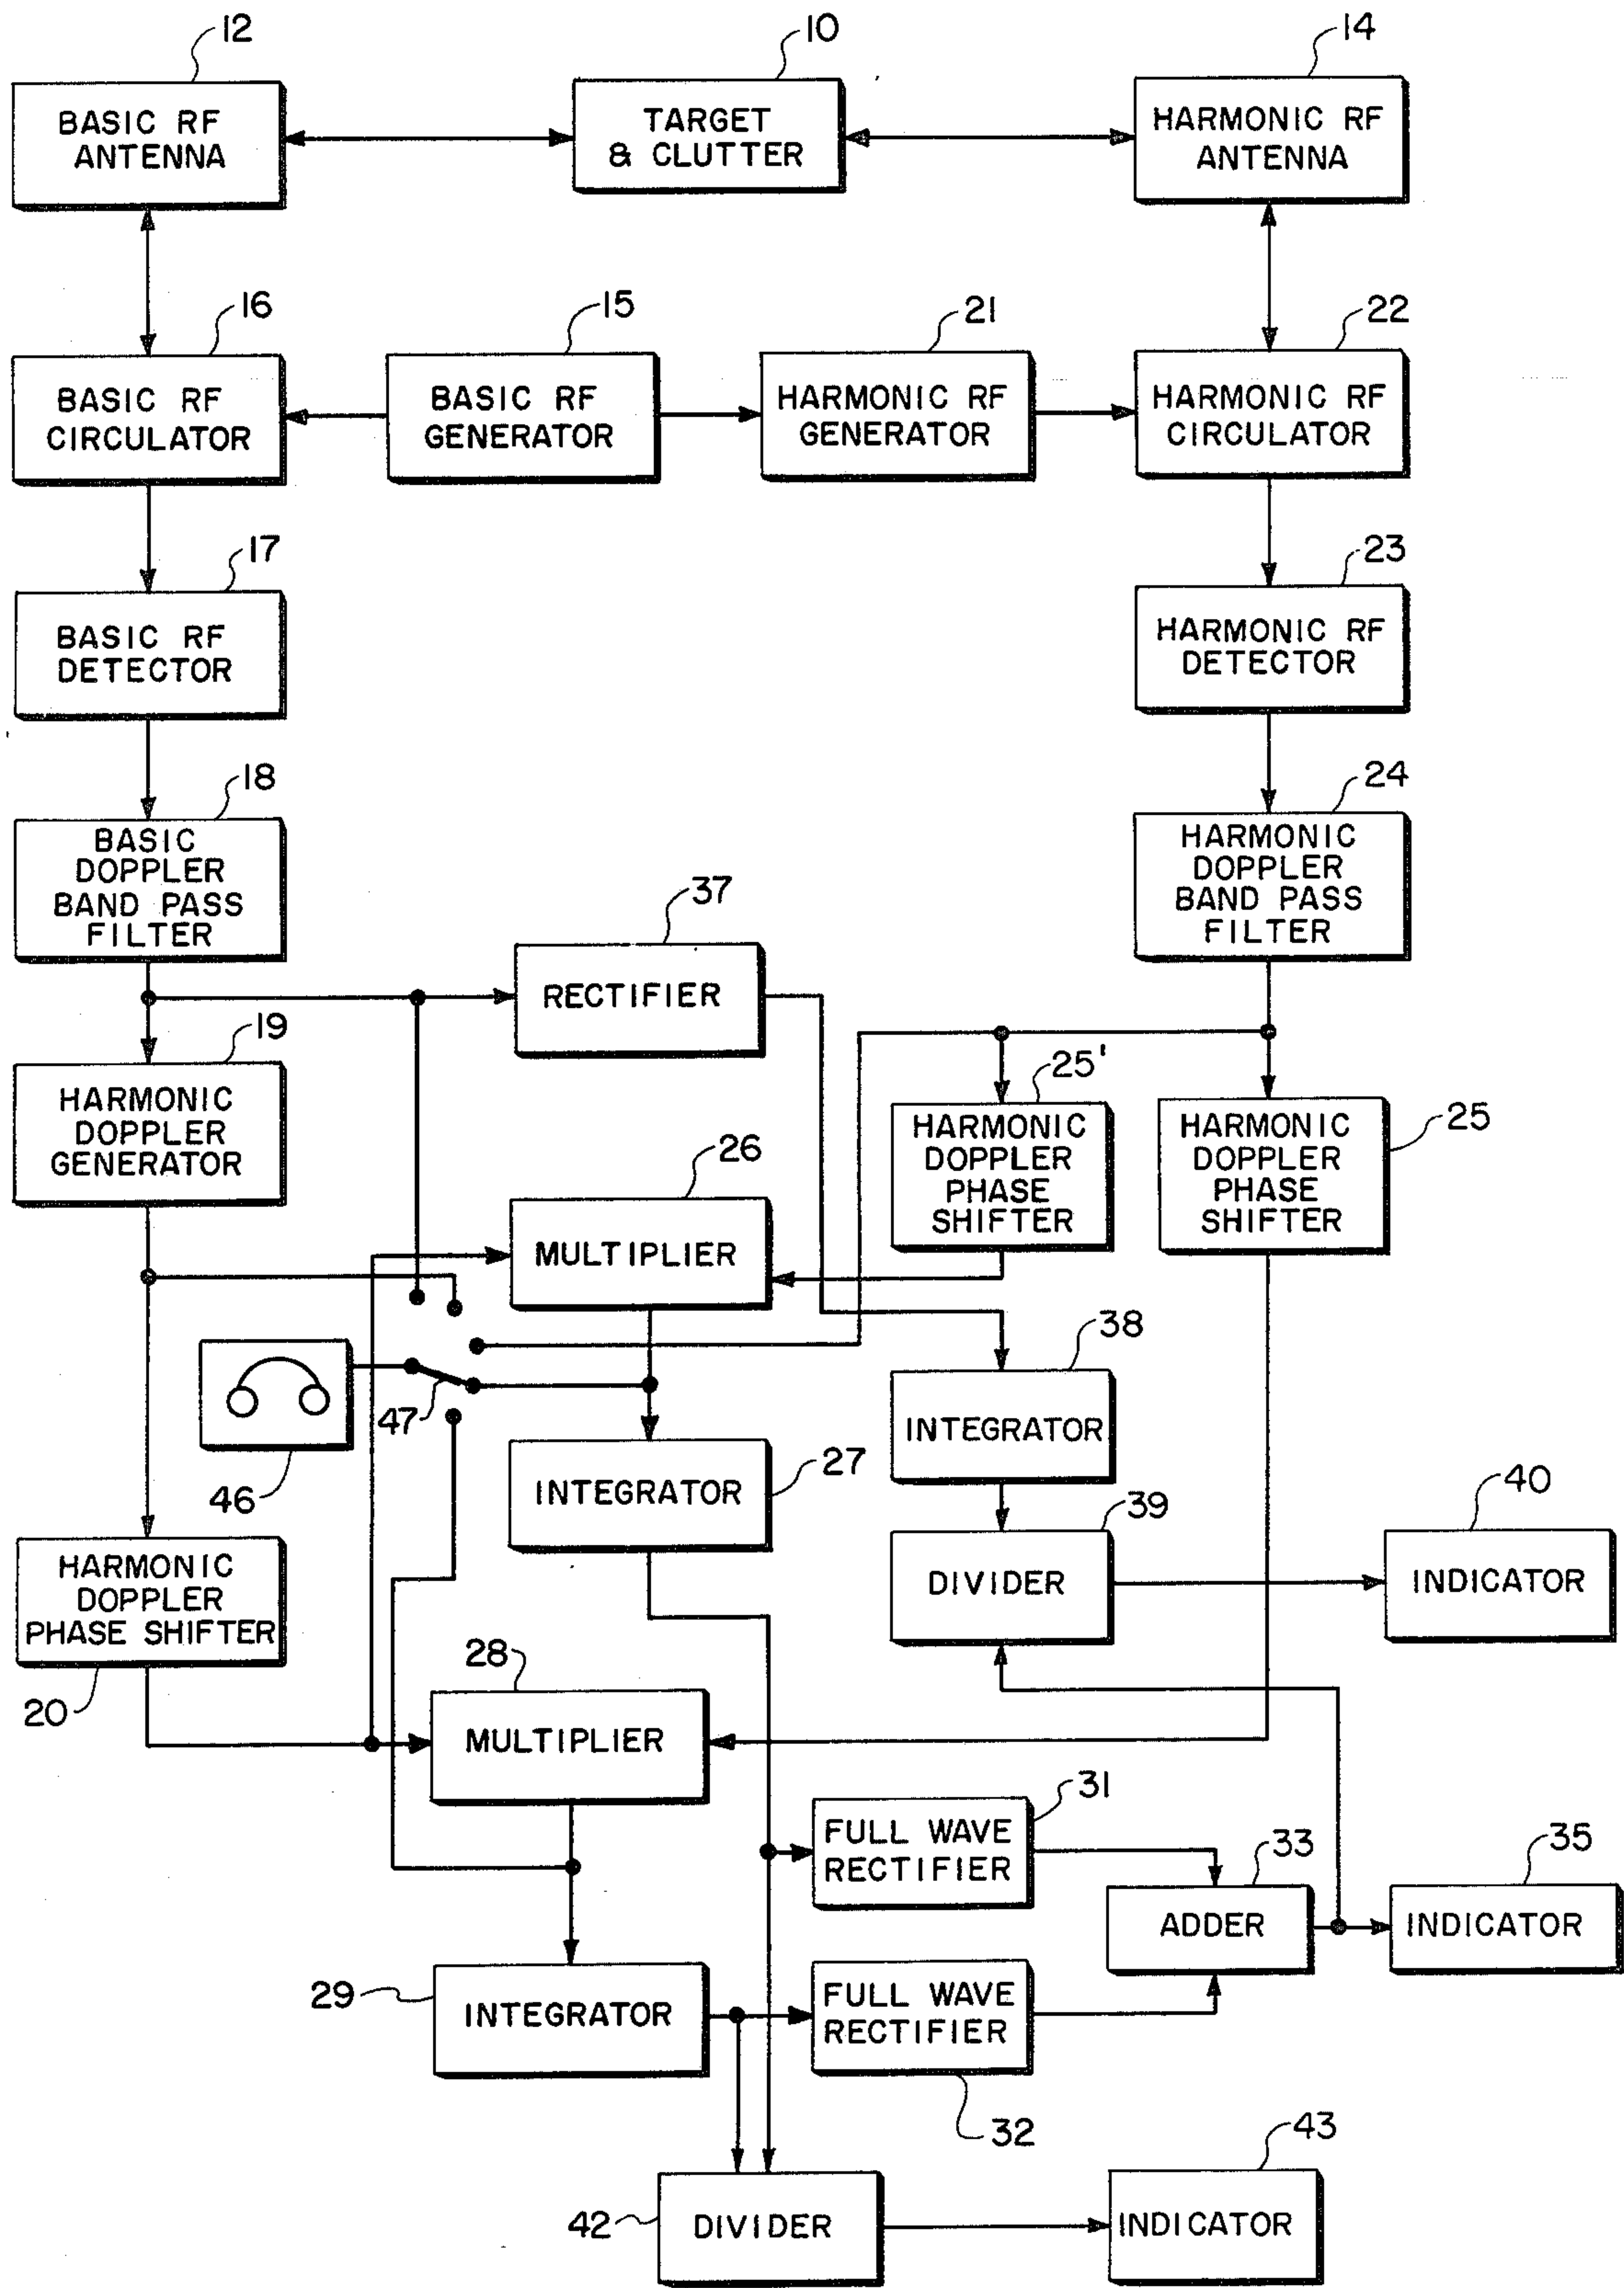 12
10
14
BASIC RF
ANTENNA
TARGET
& CLUTTER
HARMONIC RF
ANTENNA
16
15
21
22
BASIC RF
CIRCULATOR
BASIC RF
GENERATOR
HARMONIC RF
GENERATOR
HARMONIC RF
CIRCULATOR
17
23
BASIC RF
DETECTOR
HARMONIC RF
DETECTOR
18
24
BASIC
DOPPLER
BAND PASS
FILTER
HARMONIC
DOPPLER
BAND PASS
FILTER
37
RECTIFIER
19
25'
25
HARMONIC
DOPPLER
GENERATOR
HARMONIC
DOPPLER
PHASE
SHIFTER
HARMONIC
DOPPLER
PHASE
SHIFTER
26
MULTIPLIER
38
47
INTEGRATOR
46
27
INTEGRATOR
39
40
HARMONIC
DOPPLER
PHASE SHIFTER
DIVIDER
INDICATOR
20
28
MULTIPLIER
31
FULL WAVE
RECTIFIER
33
35
ADDER
INDICATOR
29
INTEGRATOR
FULL WAVE
RECTIFIER
32
43
42
DIVIDER
INDICATOR